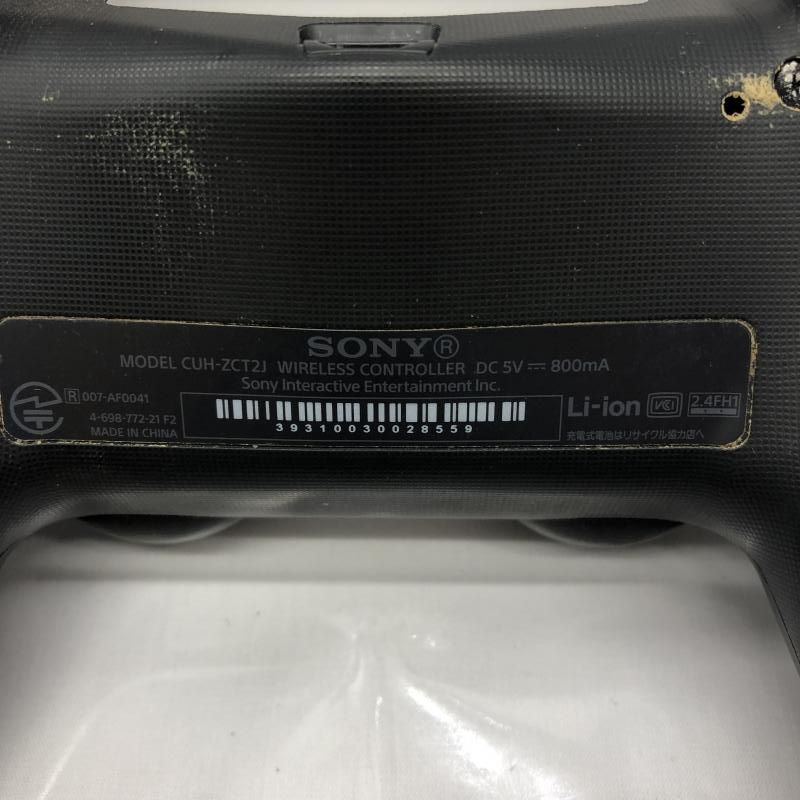 SONY®
MODEL CUH-ZCT2J WIRELESS CONTROLLER DC 5V ⎓ 800mA
Sony Interactive Entertainment Inc.
R 007-AF0041
4-698-772-21 F2
MADE IN CHINA
39310030028559
Li-ion VCCI 2.4FH1
充電式電池はリサイクル協力店へ